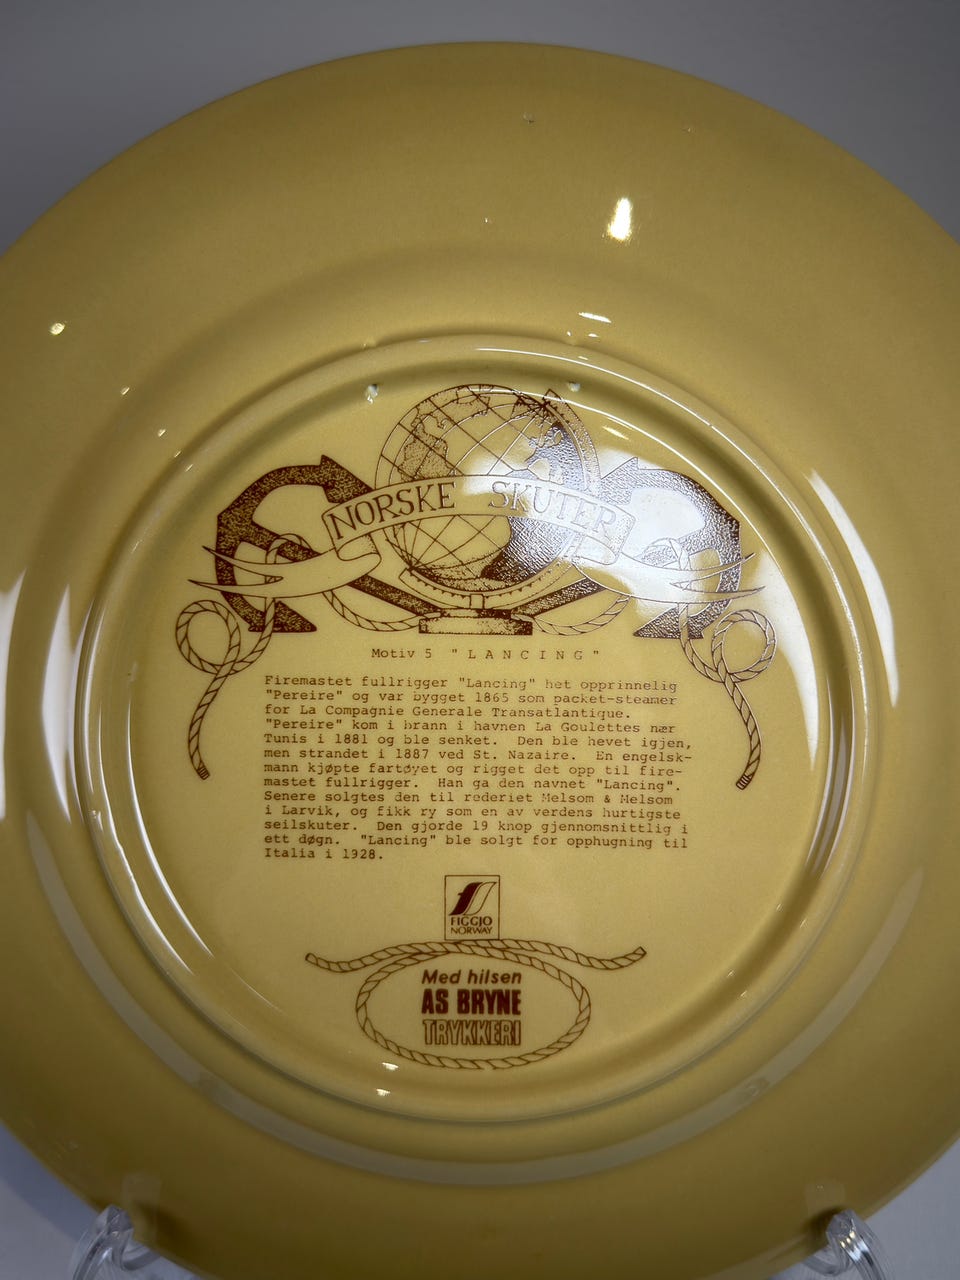 NORSKE SKUTER
Motiv 5 "LANCING"
Firemastet fullrigger "Lancing" het opprinnelig
"Pereire" og var bygget 1865 som packet-steamer
for La Compagnie Generale Transatlantique.
"Pereire" kom i brann i havnen La Goulettes nær
Tunis i 1881 og ble senket. Den ble hevet igjen,
men strandet i 1887 ved St. Nazaire. En engelsk-
mann kjøpte fartøyet og rigget det opp til fire-
mastet fullrigger. Han ga den navnet "Lancing".
Senere solgtes den til rederiet Melsom & Melsom
i Larvik, og fikk ry som en av verdens hurtigste
seilskuter. Den gjorde 19 knop gjennomsnittlig i
ett døgn. "Lancing" ble solgt for opphugning til
Italia i 1928.
FIGGJO
NORWAY
Med hilsen
AS BRYNE
TRYKKERI